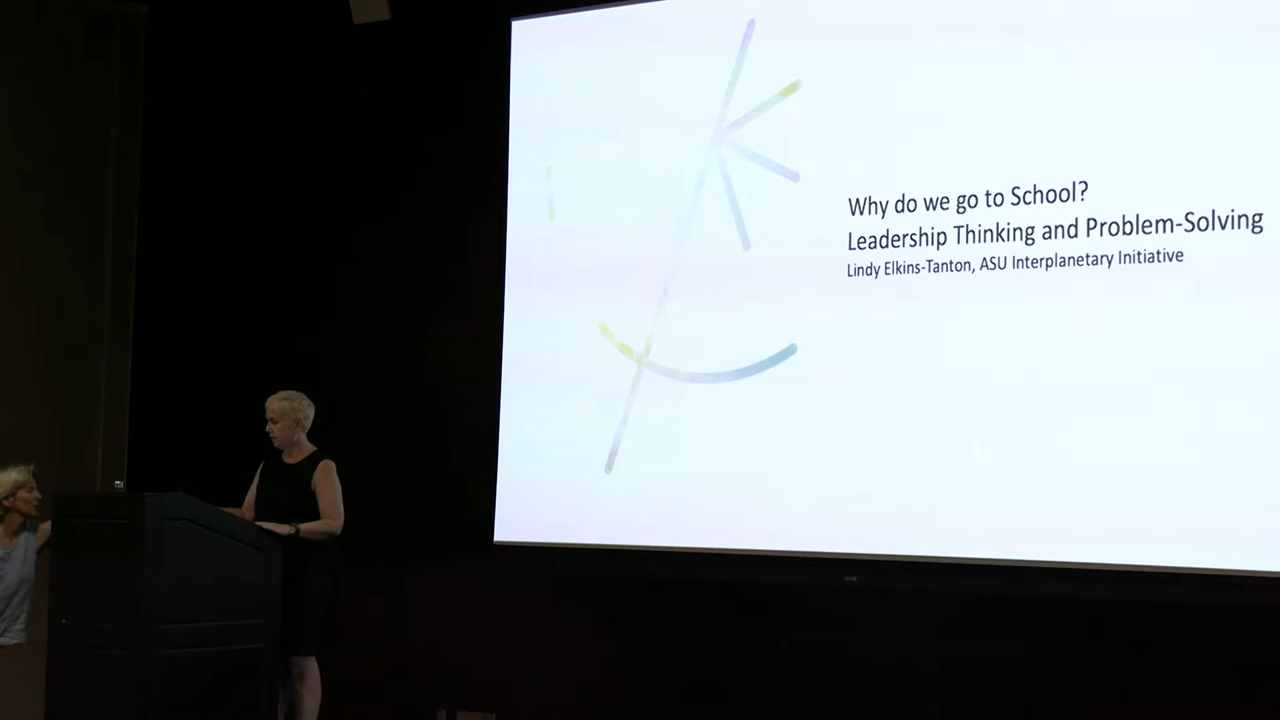 Why do we go to School?
Leadership Thinking and Problem-Solving
Lindy Elkins-Tanton, ASU Interplanetary Initiative